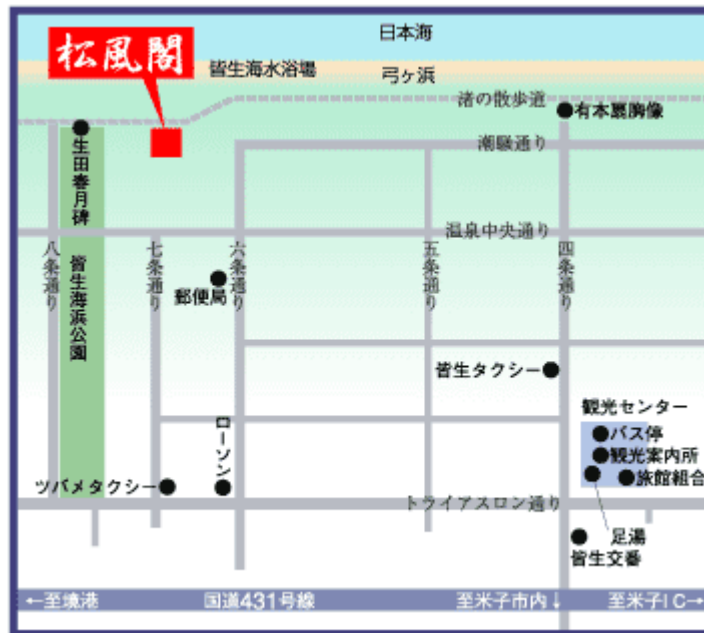 日本海
松風閣
皆生海水浴場
弓ヶ浜
渚の散歩道
有本募胸像
潮騒通り
生田春月碑
温泉中央通り
八条通り
皆生海浜公園
七条通り
六条通り
五条通り
四条通り
郵便局
皆生タクシー
観光センター
バス停
観光案内所
旅館組合
ローソン
ツバメタクシー
トライアスロン通り
足湯
皆生交番
←至境港
国道431号線
至米子市内↓
至米子IC→